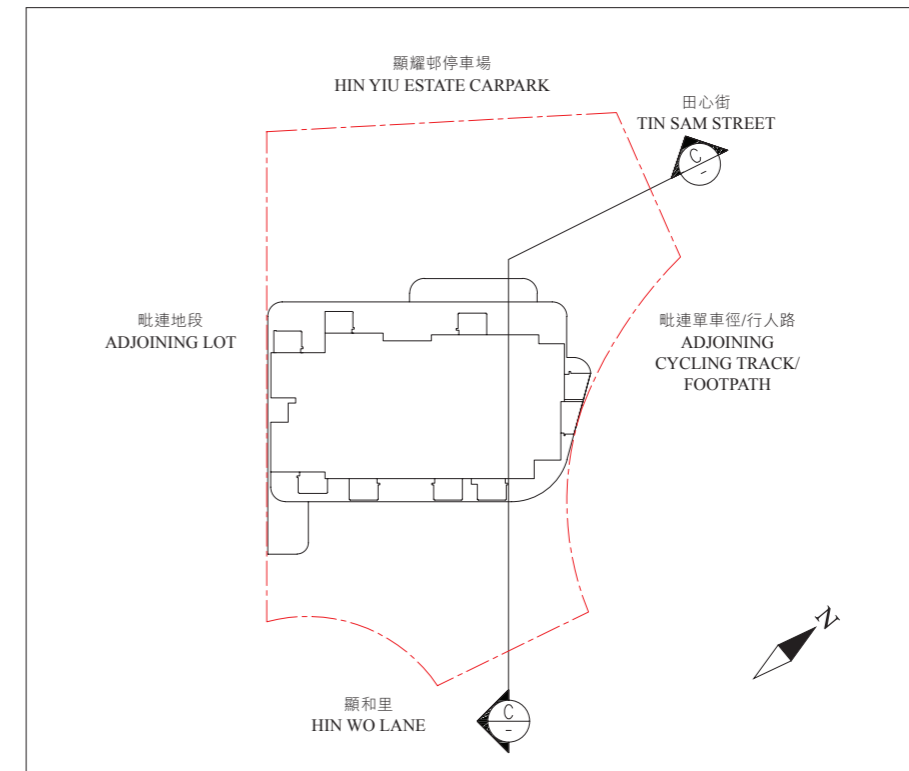 顯耀邨停車場
HIN YIU ESTATE CARPARK
田心街
TIN SAM STREET
C
-
毗連地段
ADJOINING LOT
毗連單車徑/行人路
ADJOINING
CYCLING TRACK/
FOOTPATH
N
顯和里
HIN WO LANE
C
-